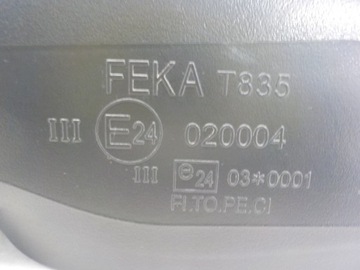 FEKA T835
III E24 020004
III e24 03*0001
FI.TO.PE.CI